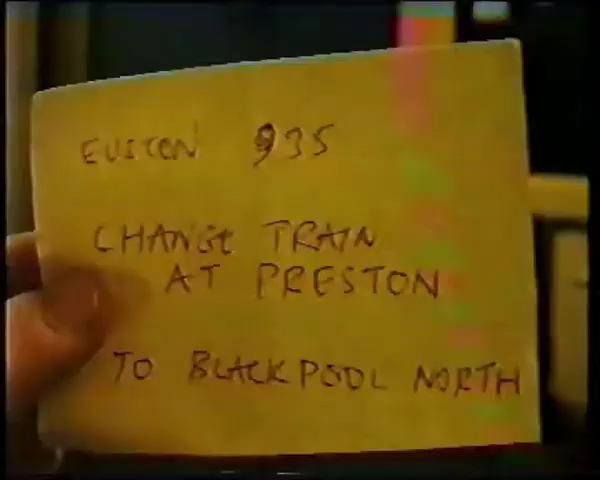 EUSTON 935
CHANGE TRAIN
AT PRESTON
TO BLACKPOOL NORTH